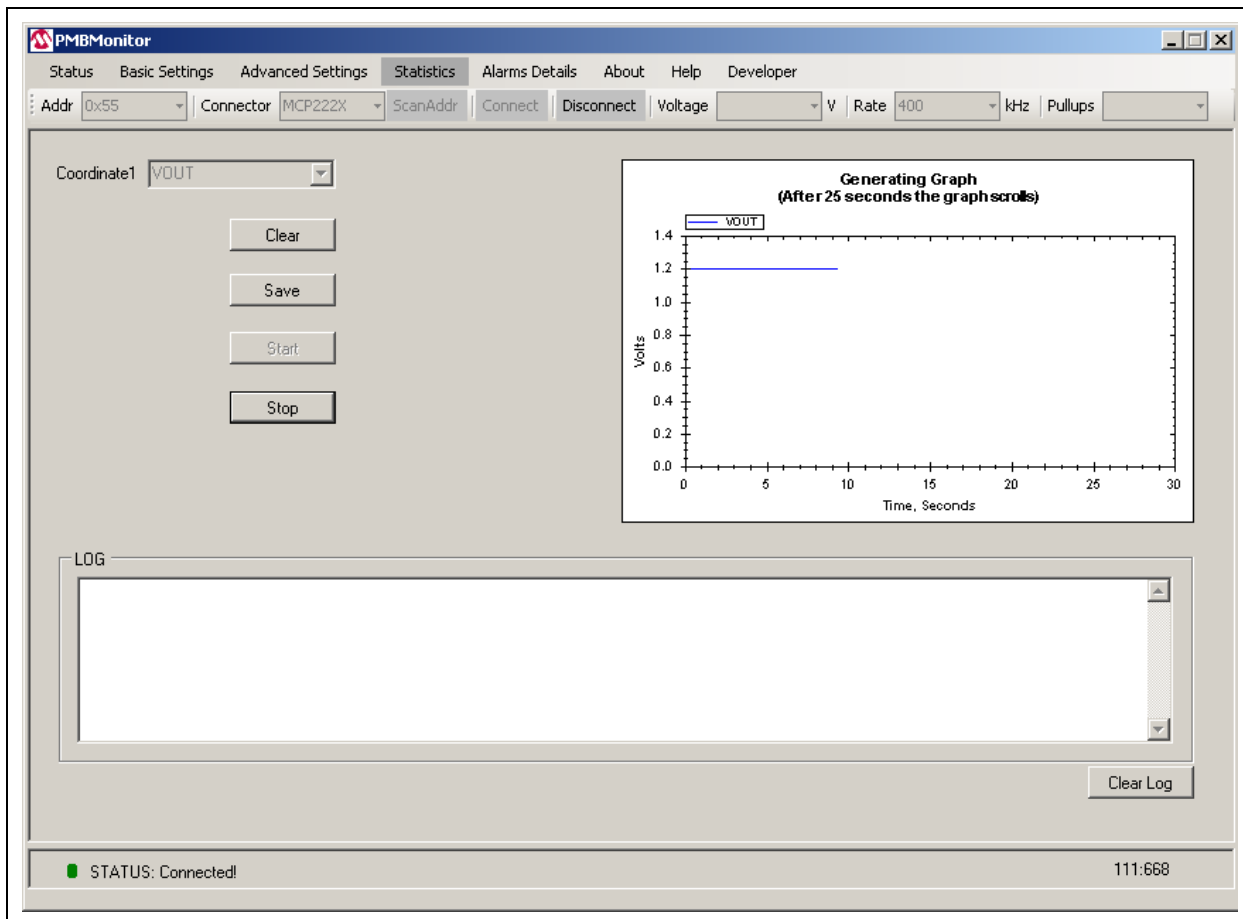 PMBMonitor
Status Basic Settings Advanced Settings Statistics Alarms Details About Help Developer
Addr 0x55 Connector MCP222X ScanAddr Connect Disconnect Voltage V Rate 400 kHz Pullups
Coordinate1 VOUT
Clear
Save
Start
Stop
Generating Graph
(After 25 seconds the graph scrolls)
VOUT
1.4
1.2
1.0
0.8
0.6
0.4
0.2
0.0
Volts
0 5 10 15 20 25 30
Time, Seconds
LOG
Clear Log
STATUS: Connected! 111:668